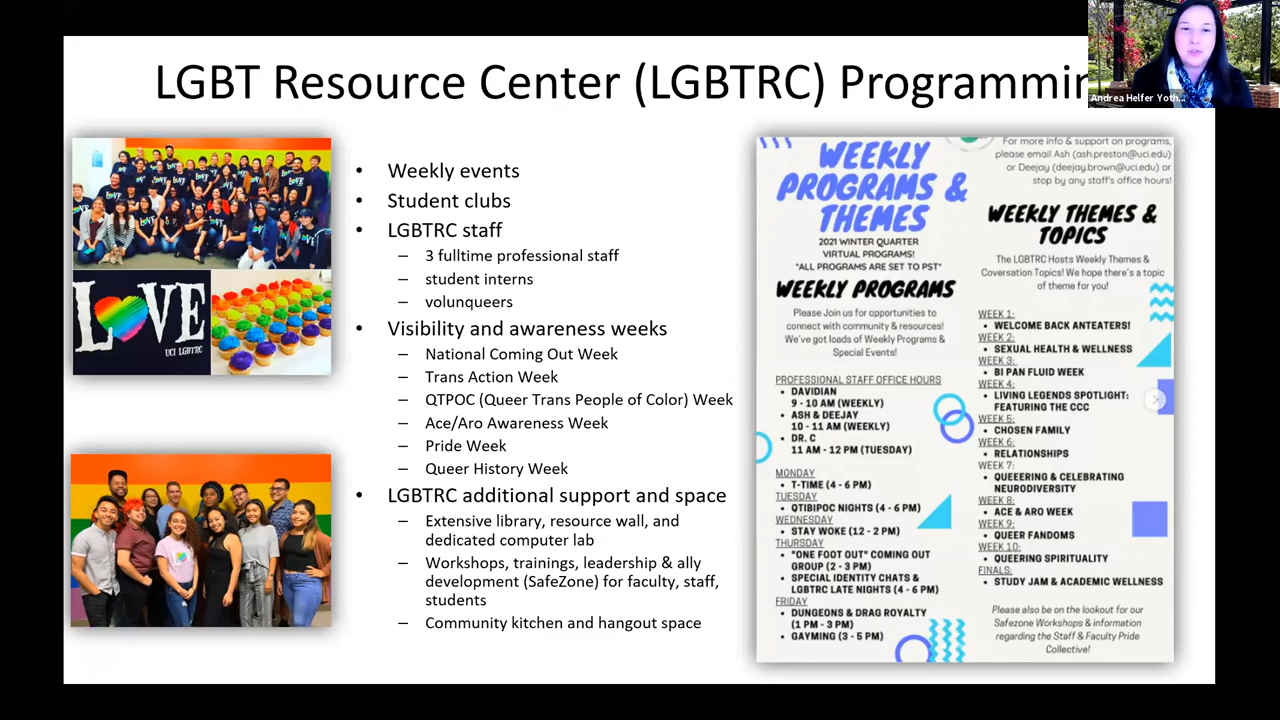 LGBT Resource Center (LGBTRC) Programmin
Andrea Helfer Yoth...
LOVE
UCI LGBTRC
• Weekly events
• Student clubs
• LGBTRC staff
– 3 fulltime professional staff
– student interns
– volunqueers
• Visibility and awareness weeks
– National Coming Out Week
– Trans Action Week
– QTPOC (Queer Trans People of Color) Week
– Ace/Aro Awareness Week
– Pride Week
– Queer History Week
• LGBTRC additional support and space
– Extensive library, resource wall, and
dedicated computer lab
– Workshops, trainings, leadership & ally
development (SafeZone) for faculty, staff,
students
– Community kitchen and hangout space
WEEKLY
PROGRAMS &
THEMES
2021 WINTER QUARTER
VIRTUAL PROGRAMS!
*ALL PROGRAMS ARE SET TO PST*
WEEKLY PROGRAMS
Please Join us for opportunities to
connect with community & resources!
We've got loads of Weekly Programs &
Special Events!
PROFESSIONAL STAFF OFFICE HOURS
• DAVIDIAN
9 - 10 AM (WEEKLY)
• ASH & DEEJAY
10 - 11 AM (WEEKLY)
• DR. C
11 AM - 12 PM (TUESDAY)
MONDAY
• T-TIME (4 - 6 PM)
TUESDAY
• QTIBIPOC NIGHTS (4 - 6 PM)
WEDNESDAY
• STAY WOKE (12 - 2 PM)
THURSDAY
• "ONE FOOT OUT" COMING OUT
GROUP (2 - 3 PM)
• SPECIAL IDENTITY CHATS &
LGBTRC LATE NIGHTS (4 - 6 PM)
FRIDAY
• DUNGEONS & DRAG ROYALTY
(1 PM - 3 PM)
• GAYMING (3 - 5 PM)
For more info & support on programs,
please email Ash (ash.preston@uci.edu)
or Deejay (deejay.brown@uci.edu) or
stop by any staff's office hours!
WEEKLY THEMES &
TOPICS
The LGBTRC Hosts Weekly Themes &
Coversation Topics! We hope there's a topic
of theme for you!
WEEK 1:
• WELCOME BACK ANTEATERS!
WEEK 2:
• SEXUAL HEALTH & WELLNESS
WEEK 3:
• BI PAN FLUID WEEK
WEEK 4:
• LIVING LEGENDS SPOTLIGHT:
FEATURING THE CCC
WEEK 5:
• CHOSEN FAMILY
WEEK 6:
• RELATIONSHIPS
WEEK 7:
• QUEEERING & CELEBRATING
NEURODIVERSITY
WEEK 8:
• ACE & ARO WEEK
WEEK 9:
• QUEER FANDOMS
WEEK 10:
• QUEERING SPIRITUALITY
FINALS:
• STUDY JAM & ACADEMIC WELLNESS
Please also be on the lookout for our
Safezone Workshops & information
regarding the Staff & Faculty Pride
Collective!